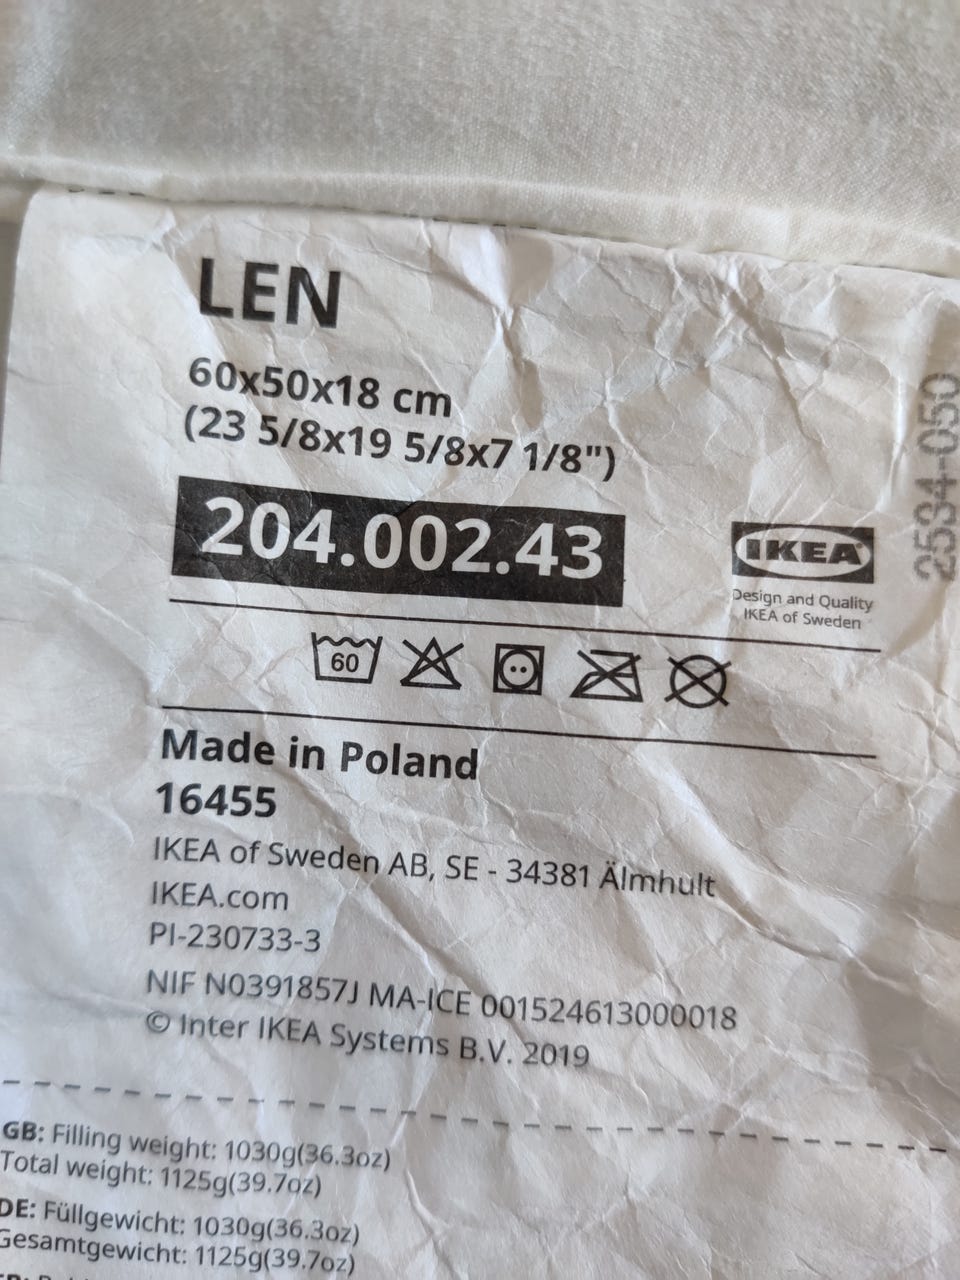 LEN
60x50x18 cm
(23 5/8x19 5/8x7 1/8")
204.002.43
IKEA
Design and Quality
IKEA of Sweden
2534-050
60
Made in Poland
16455
IKEA of Sweden AB, SE - 34381 Älmhult
IKEA.com
PI-230733-3
NIF N0391857J MA-ICE 001524613000018
© Inter IKEA Systems B.V. 2019
GB: Filling weight: 1030g(36.3oz)
Total weight: 1125g(39.7oz)
DE: Füllgewicht: 1030g(36.3oz)
Gesamtgewicht: 1125g(39.7oz)